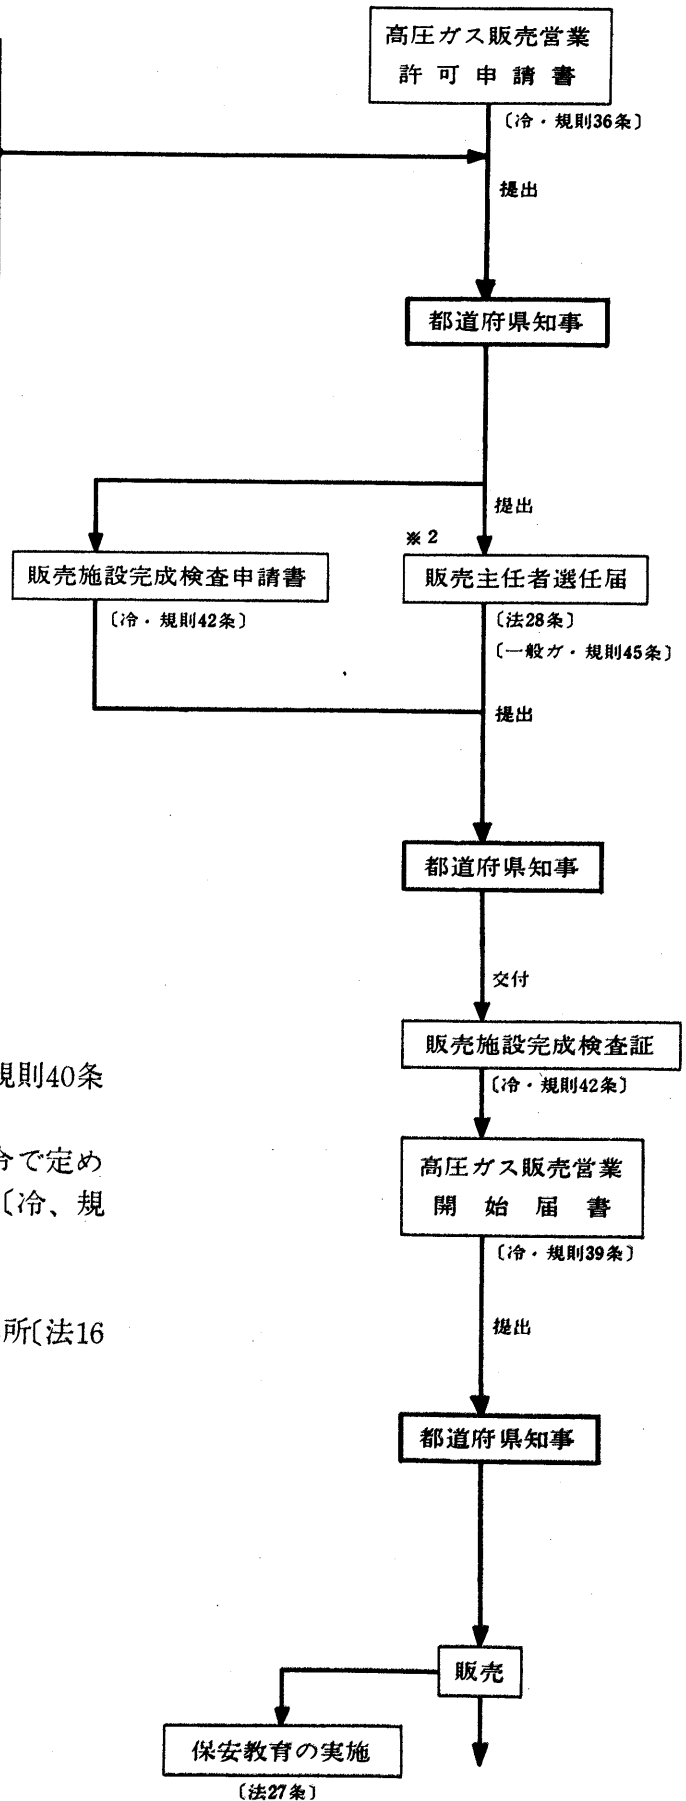 高圧ガス販売営業
許可申請書
〔冷・規則36条〕
提出
都道府県知事
提出
※2
販売施設完成検査申請書
販売主任者選任届
〔冷・規則42条〕
〔法28条〕
〔一般ガ・規則45条〕
提出
都道府県知事
交付
販売施設完成検査証
〔冷・規則42条〕
規則40条
令で定め
〔冷、規
所〔法16
高圧ガス販売営業
開始届書
〔冷・規則39条〕
提出
都道府県知事
販売
保安教育の実施
〔法27条〕